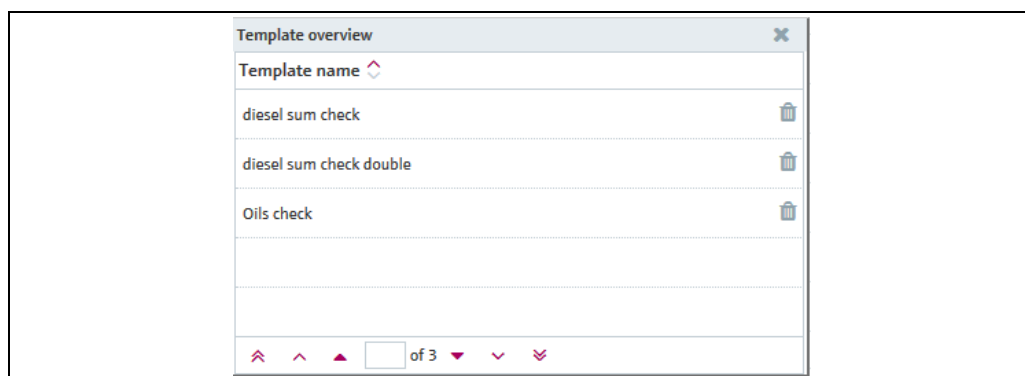 Template overview
Template name
diesel sum check
diesel sum check double
Oils check
of 3